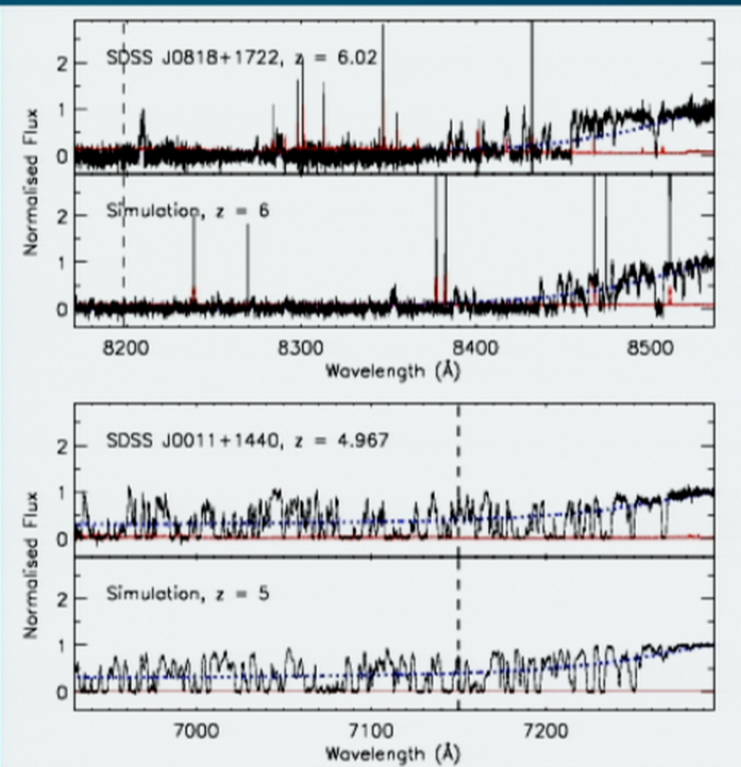 SDSS J0818+1722, z = 6.02
2
1
0
Simulation, z = 6
2
1
0
Normalised Flux
8200 8300 8400 8500
Wavelength (Å)
SDSS J0011+1440, z = 4.967
2
1
0
Simulation, z = 5
2
1
0
Normalised Flux
7000 7100 7200
Wavelength (Å)